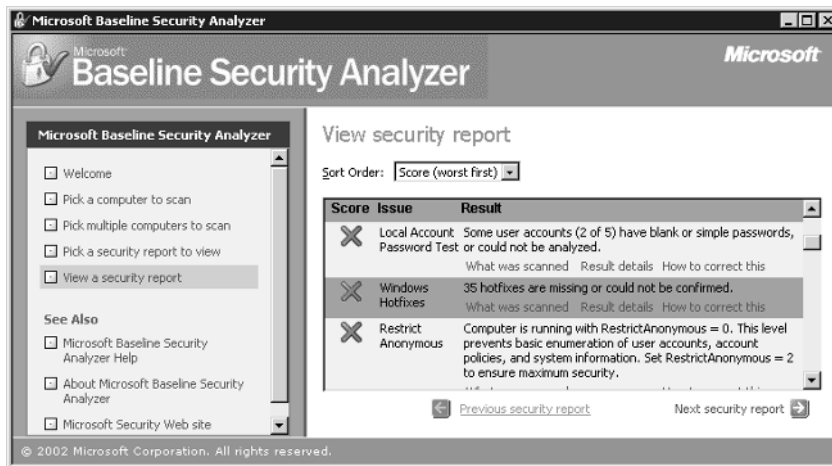 Microsoft Baseline Security Analyzer
Microsoft
Baseline Security Analyzer
Microsoft
Microsoft Baseline Security Analyzer
Welcome
Pick a computer to scan
Pick multiple computers to scan
Pick a security report to view
View a security report
See Also
Microsoft Baseline Security
Analyzer Help
About Microsoft Baseline Security
Analyzer
Microsoft Security Web site
View security report
Sort Order: Score (worst first)
Score Issue Result
Local Account Some user accounts (2 of 5) have blank or simple passwords,
Password Test or could not be analyzed.
What was scanned Result details How to correct this
Windows 35 hotfixes are missing or could not be confirmed.
Hotfixes What was scanned Result details How to correct this
Restrict Computer is running with RestrictAnonymous = 0. This level
Anonymous prevents basic enumeration of user accounts, account
policies, and system information. Set RestrictAnonymous = 2
to ensure maximum security.
Previous security report Next security report
© 2002 Microsoft Corporation. All rights reserved.